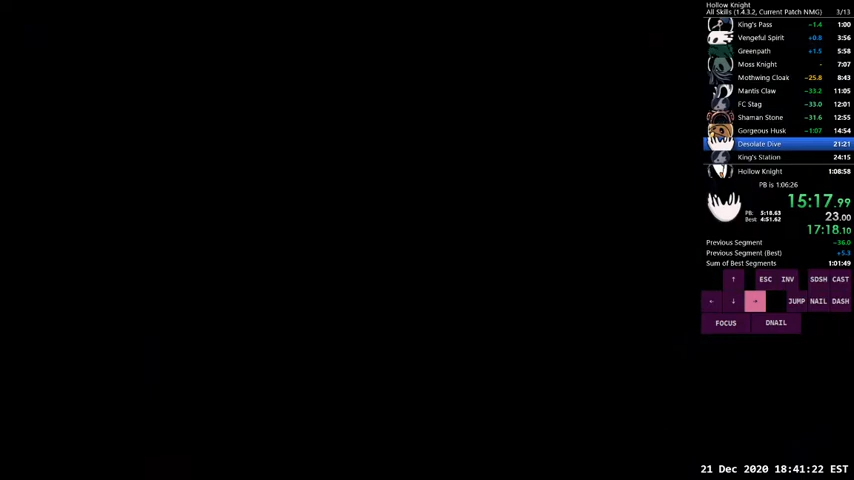 Hollow Knight
All Skills (1.4.3.2, Current Patch NMG) 3/13
King's Pass -1.4 1:00
Vengeful Spirit +0.8 3:56
Greenpath +1.5 5:58
Moss Knight - 7:07
Mothwing Cloak -25.8 8:43
Mantis Claw -33.2 11:05
FC Stag -33.0 12:01
Shaman Stone -31.6 12:55
Gorgeous Husk -1:07 14:54
Desolate Dive 21:21
King's Station 24:15
Hollow Knight 1:08:58
PB is 1:06:26
15:17.99
PB: 5:18.63
Best: 4:51.62
23.00
17:18.10
Previous Segment -36.0
Previous Segment (Best) +5.3
Sum of Best Segments 1:01:49
↑ ESC INV SDSH CAST
← ↓ → JUMP NAIL DASH
FOCUS DNAIL
21 Dec 2020 18:41:22 EST